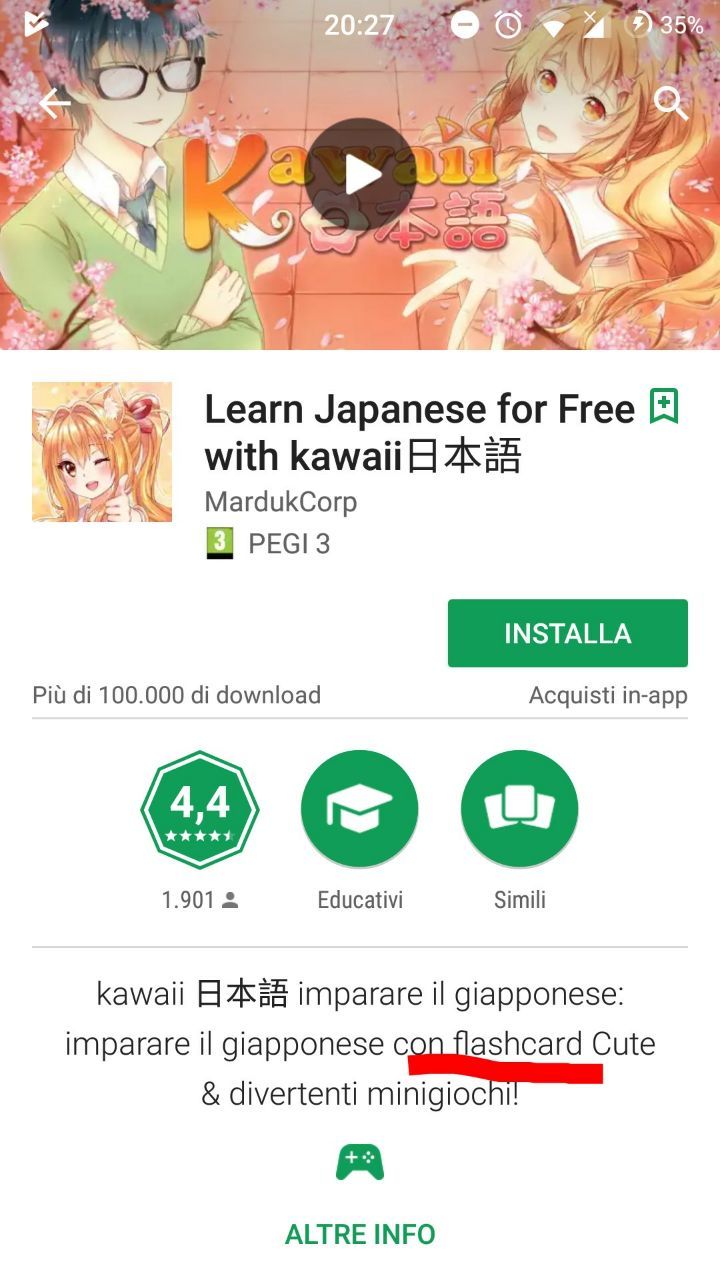 20:27
35%
Kawaii
日本語
Learn Japanese for Free
with kawaii日本語
MardukCorp
3 PEGI 3
INSTALLA
Più di 100.000 di download
Acquisti in-app
4,4
1.901
Educativi
Simili
kawaii 日本語 imparare il giapponese:
imparare il giapponese con flashcard Cute
& divertenti minigiochi!
ALTRE INFO